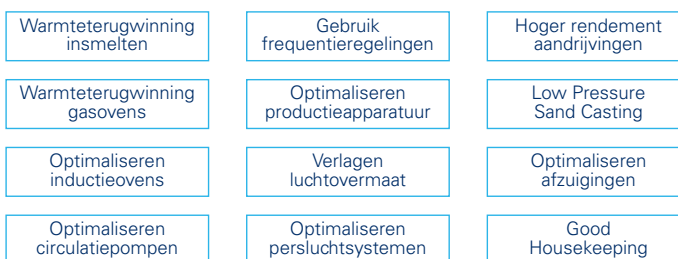 Warmteterugwinning
insmelten
Gebruik
frequentieregelingen
Hoger rendement
aandrijvingen
Warmteterugwinning
gasovens
Optimaliseren
productieapparatuur
Low Pressure
Sand Casting
Optimaliseren
inductieovens
Verlagen
luchtovermaat
Optimaliseren
afzuigingen
Optimaliseren
circulatiepompen
Optimaliseren
persluchtsystemen
Good
Housekeeping